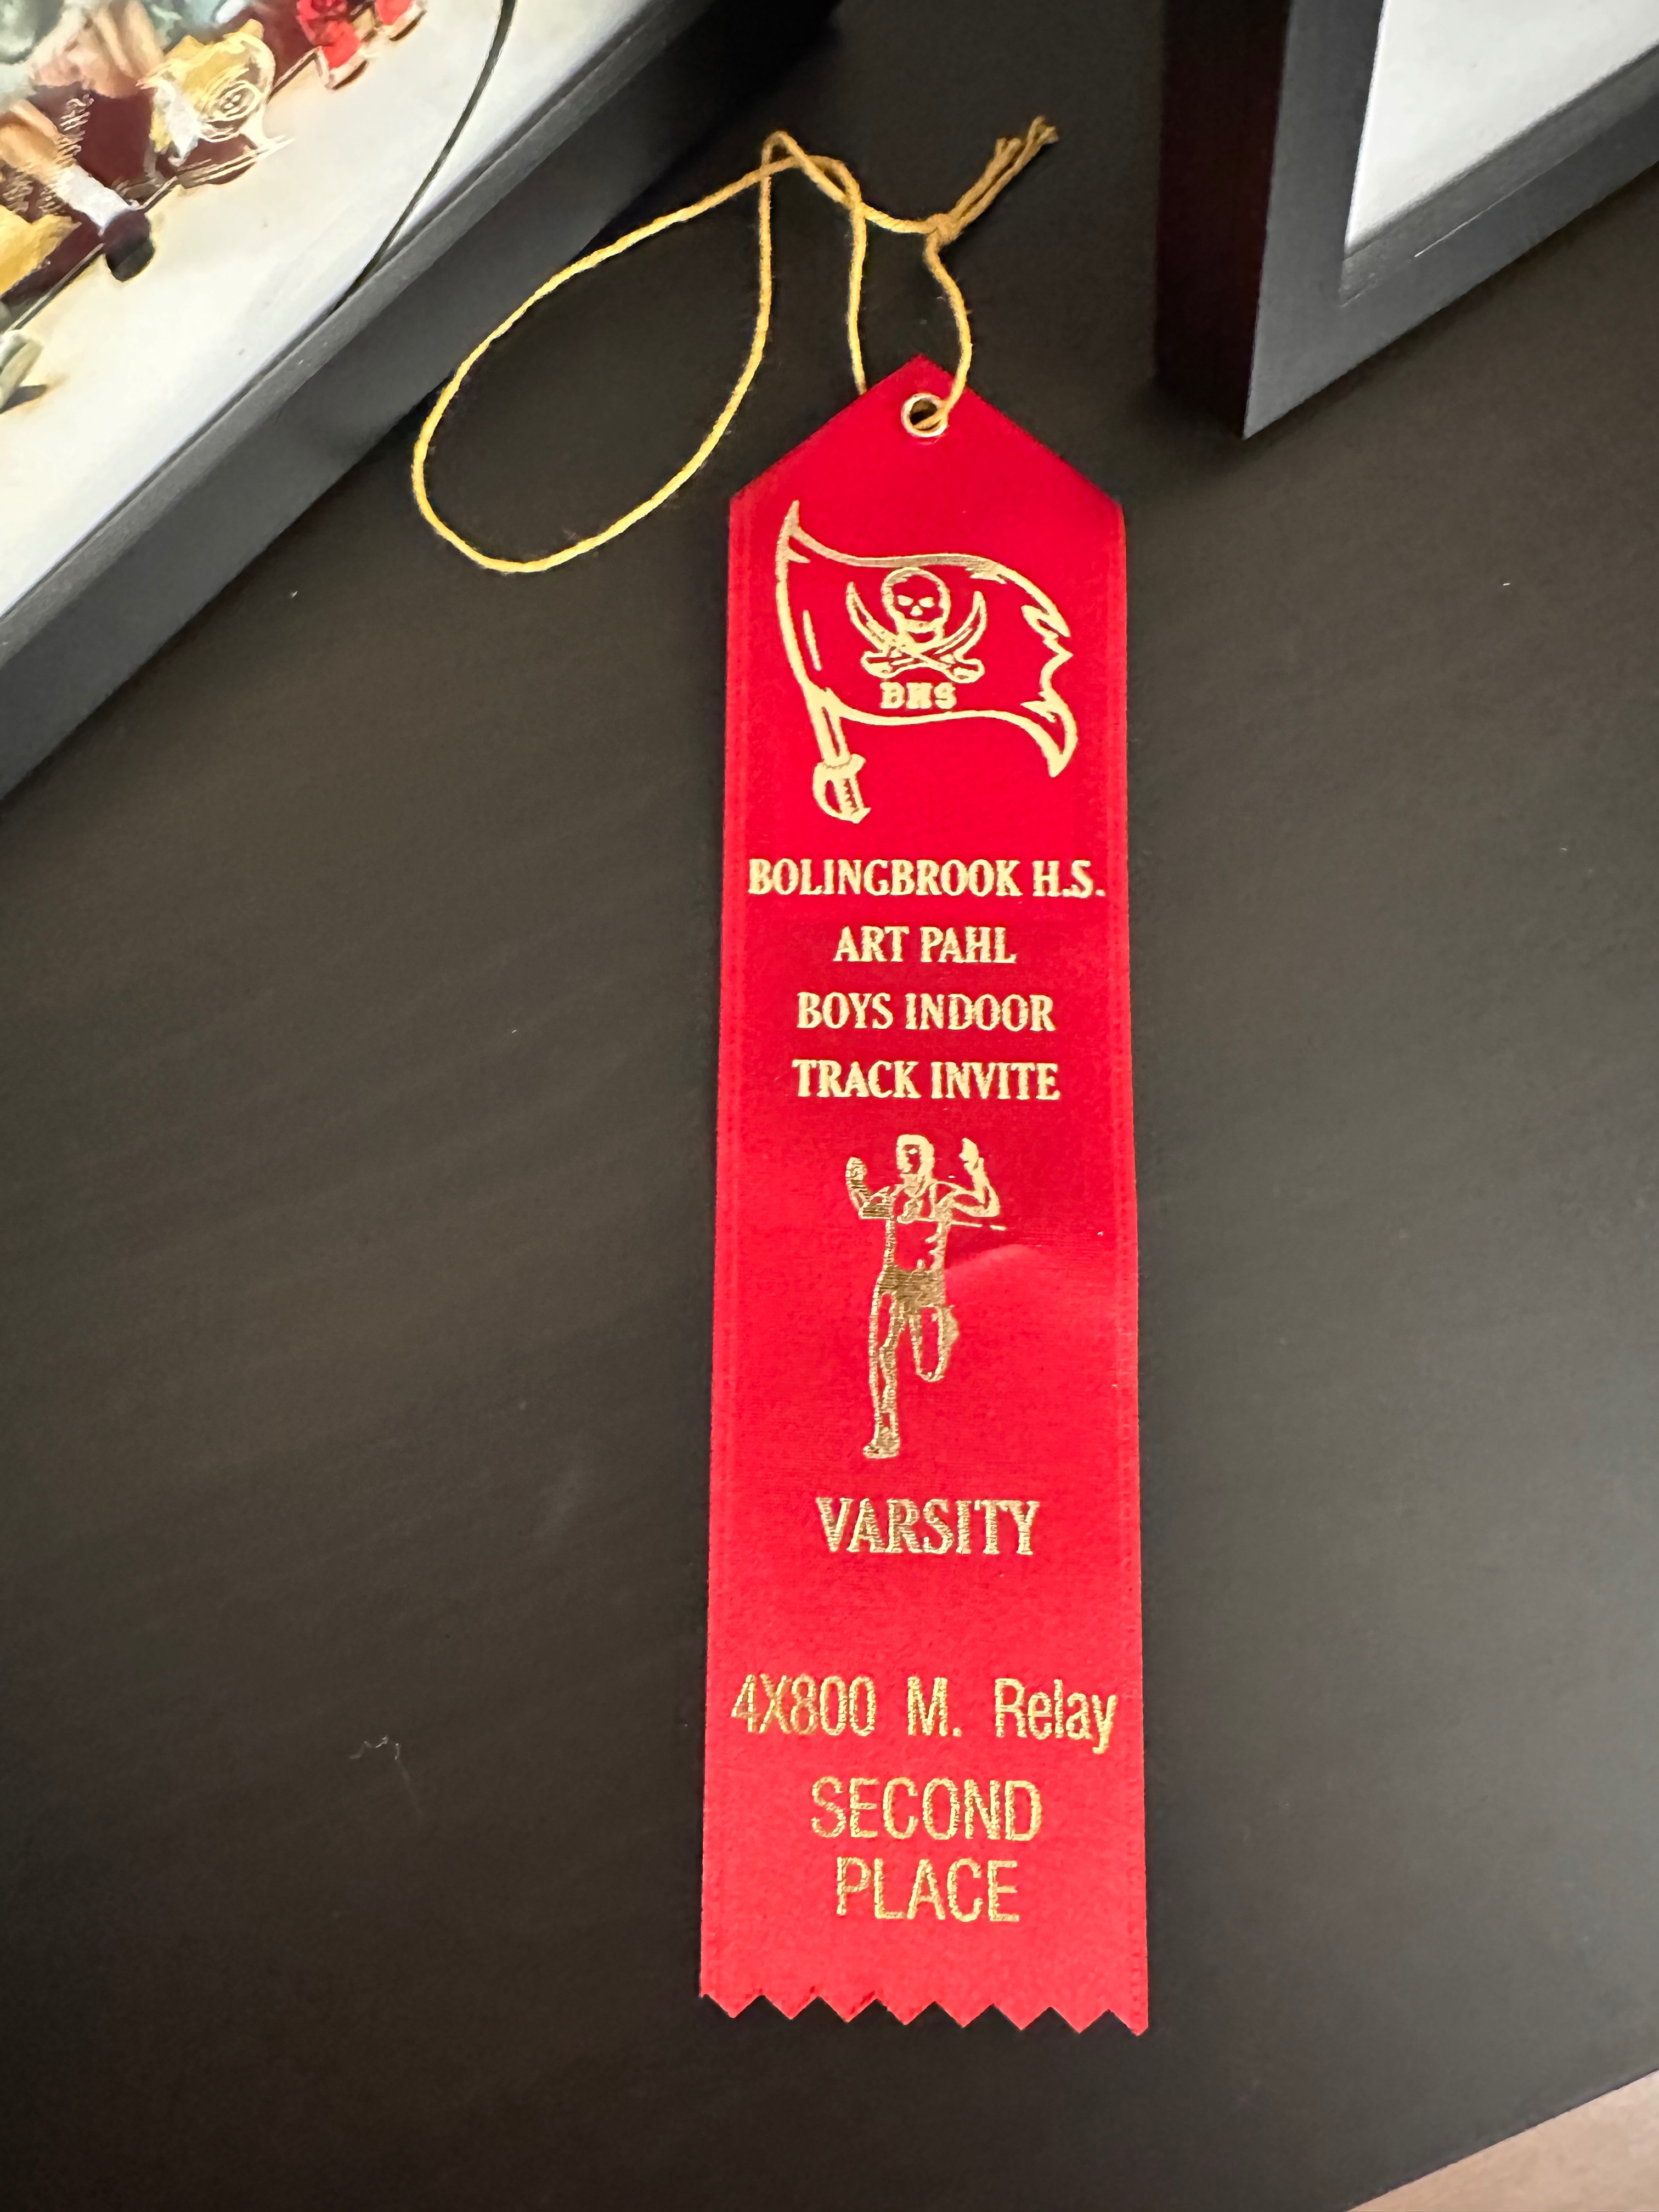 BHS
BOLINGBROOK H.S.
ART PAHL
BOYS INDOOR
TRACK INVITE
VARSITY
4X800 M. Relay
SECOND
PLACE